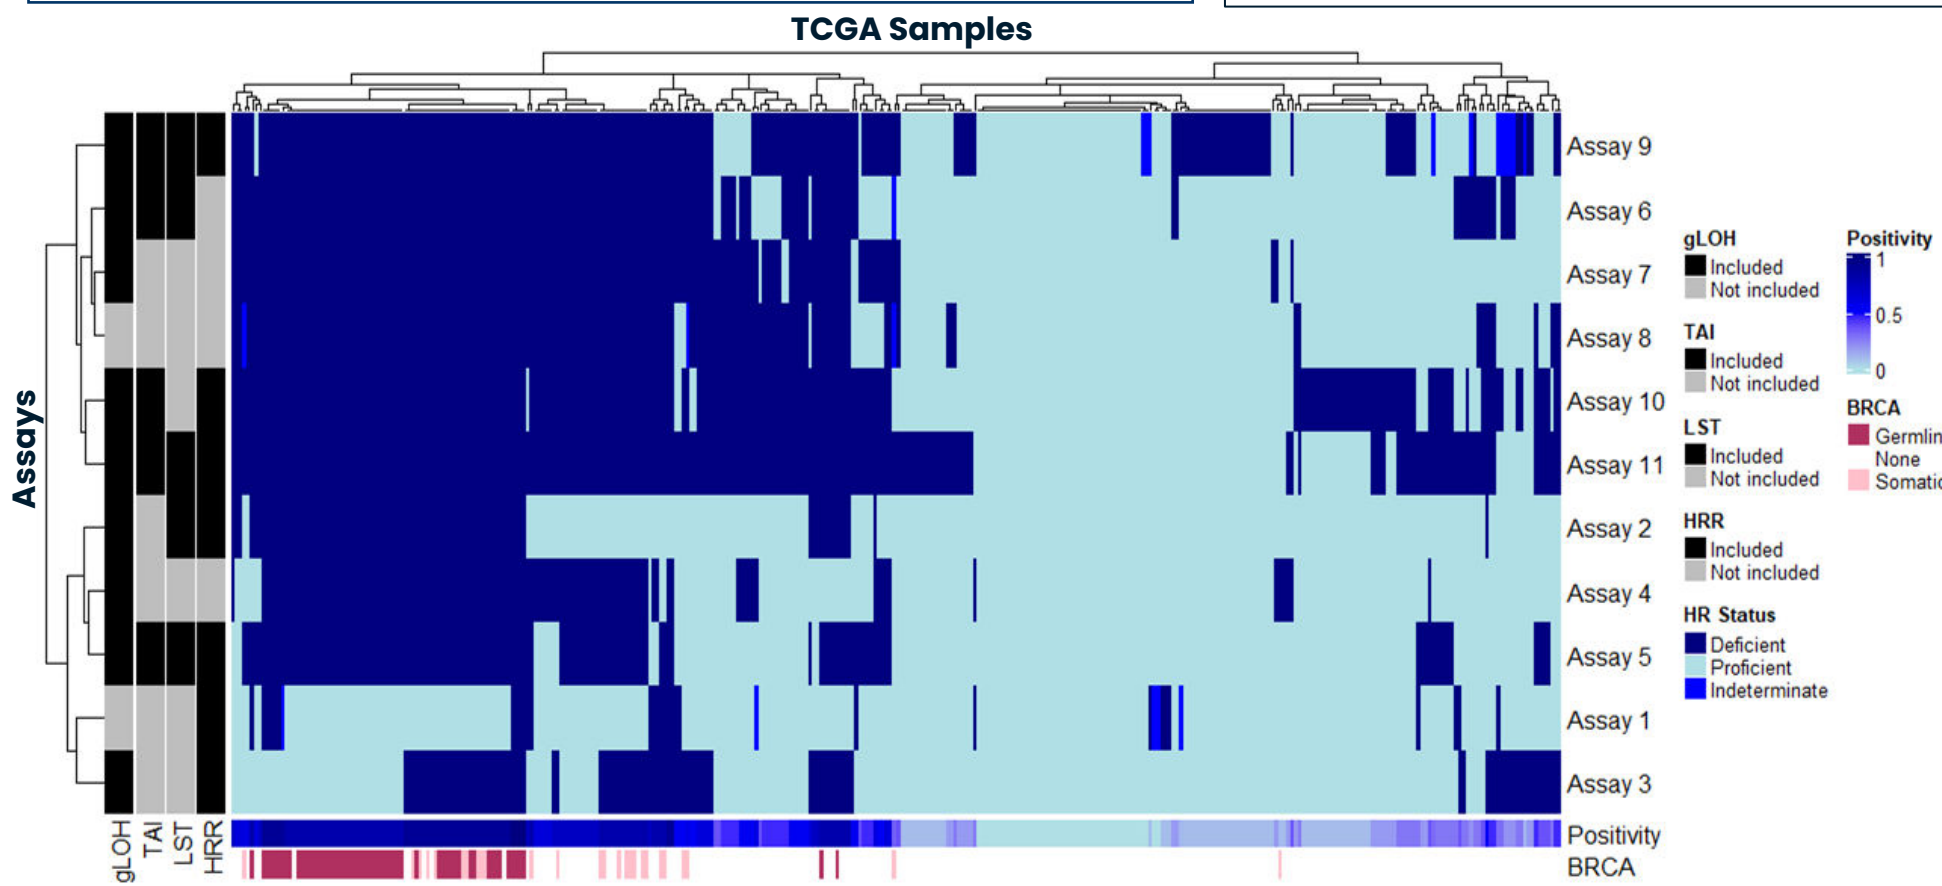 TCGA Samples
Assays
Assay 9
Assay 6
Assay 7
Assay 8
Assay 10
Assay 11
Assay 2
Assay 4
Assay 5
Assay 1
Assay 3
Positivity
BRCA
gLOH
TAI
LST
HRR
gLOH
Included
Not included
TAI
Included
Not included
LST
Included
Not included
HRR
Included
Not included
HR Status
Deficient
Proficient
Indeterminate
Positivity
1
0.5
0
BRCA
Germlin
None
Somatic